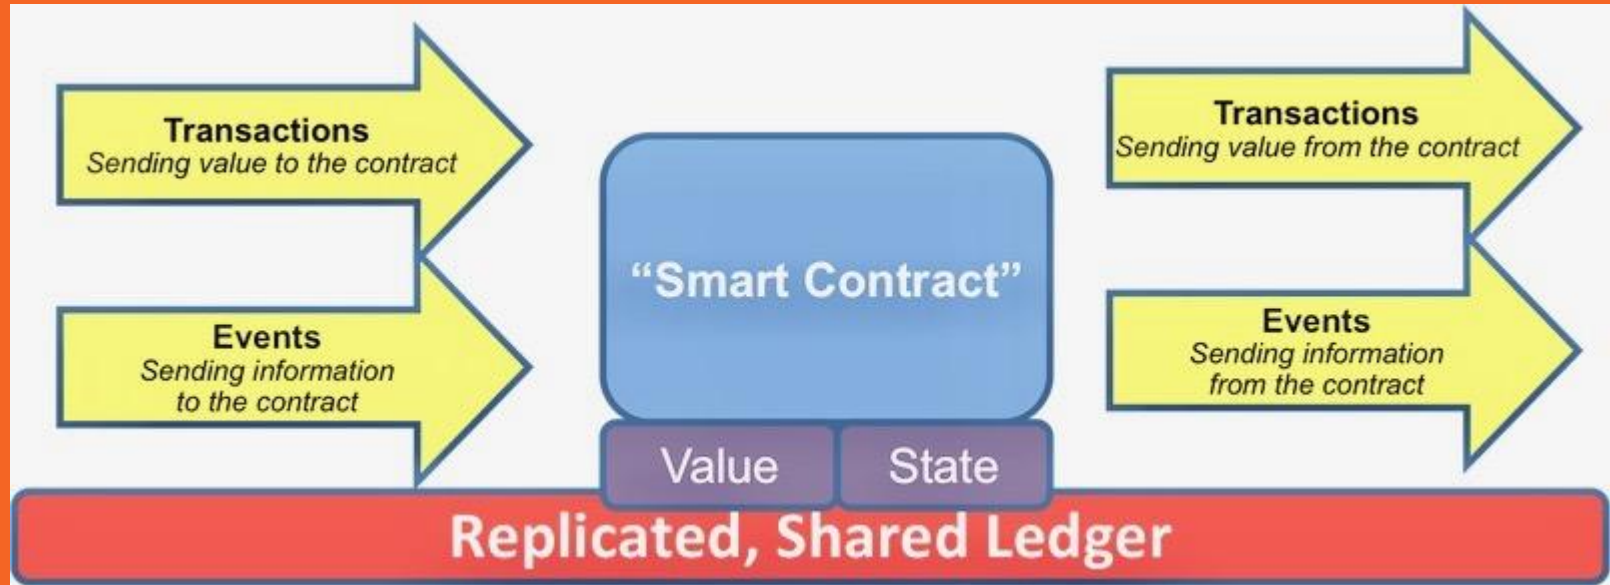 Transactions
Sending value to the contract
Events
Sending information
to the contract
“Smart Contract”
Value
State
Transactions
Sending value from the contract
Events
Sending information
from the contract
Replicated, Shared Ledger